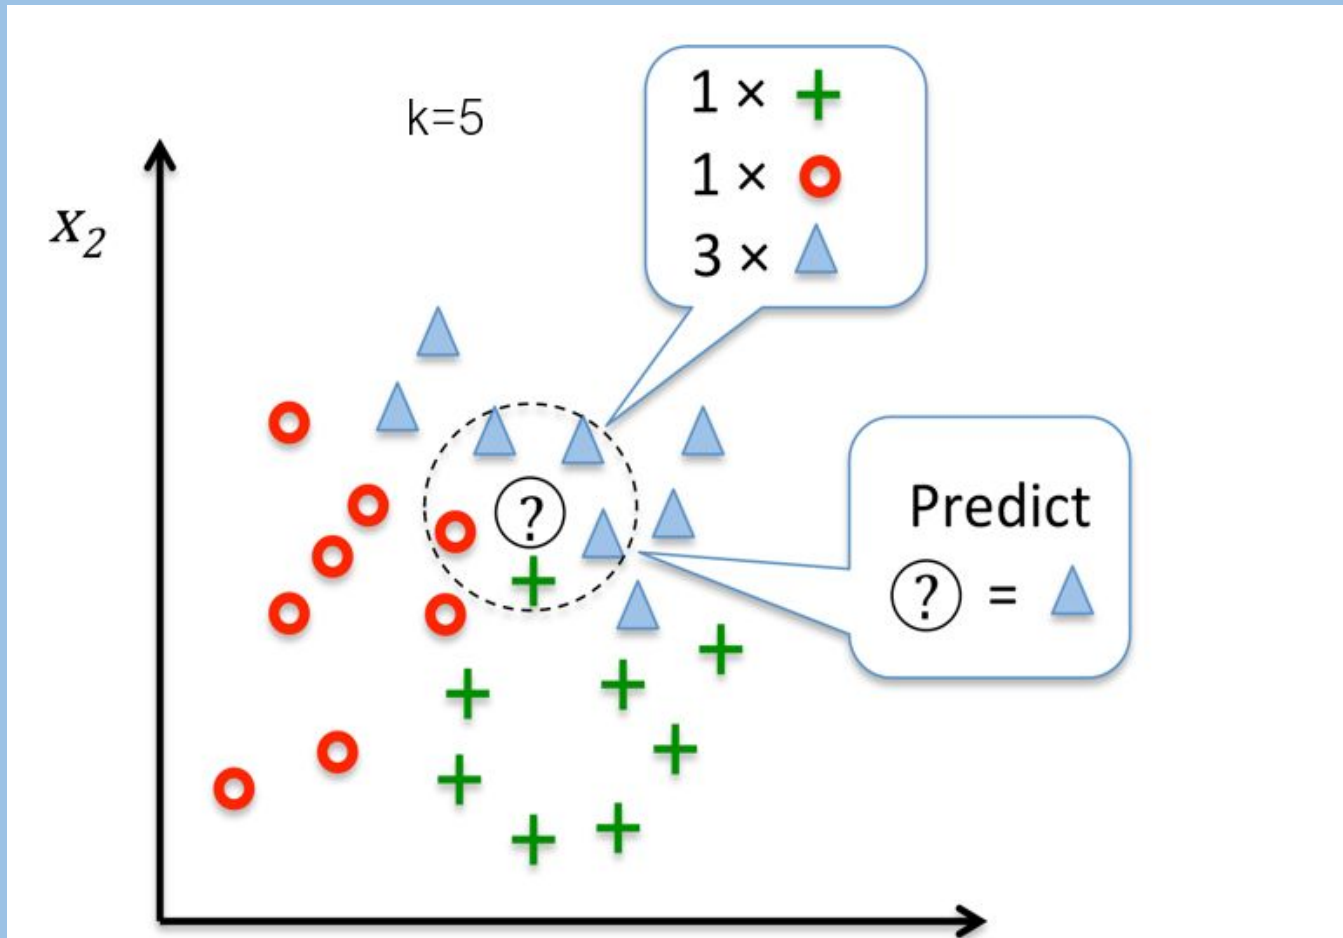 k=5
1 ×
1 ×
3 ×
x₂
?
Predict
? =